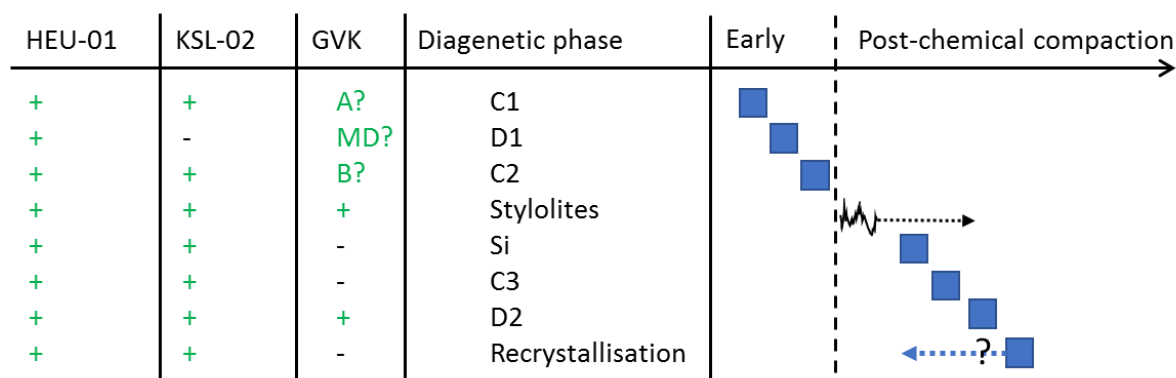 HEU-01 KSL-02 GVK Diagenetic phase Early Post-chemical compaction
+ + A? C1
+ - MD? D1
+ + B? C2
+ + + Stylolites
+ + - Si
+ + - C3
+ + + D2
+ + - Recrystallisation ?